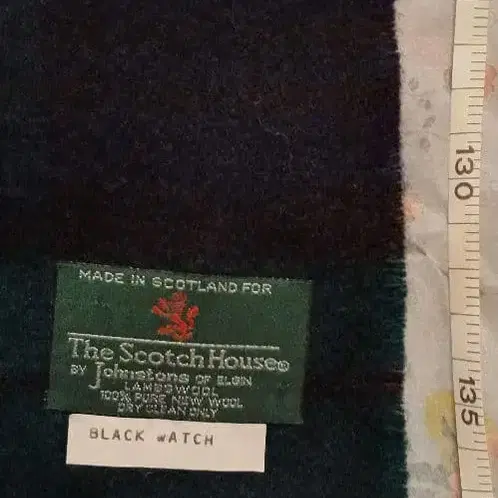 MADE IN SCOTLAND FOR
The Scotch House®
BY Johnstons OF ELGIN
LAMBSWOOL
100% PURE NEW WOOL
DRY CLEAN ONLY
BLACK WATCH
130
135